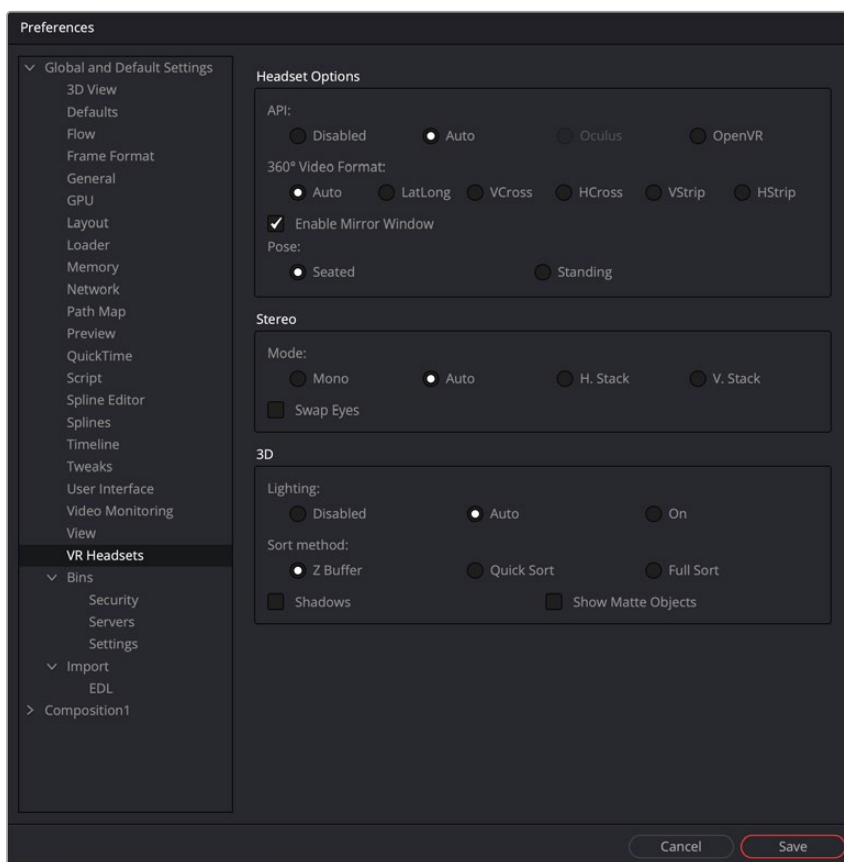 Preferences
Global and Default Settings
3D View
Defaults
Flow
Frame Format
General
GPU
Layout
Loader
Memory
Network
Path Map
Preview
QuickTime
Script
Spline Editor
Splines
Timeline
Tweaks
User Interface
Video Monitoring
View
VR Headsets
Bins
Security
Servers
Settings
Import
EDL
Composition1
Headset Options
API:
Disabled Auto Oculus OpenVR
360° Video Format:
Auto LatLong VCross HCross VStrip HStrip
Enable Mirror Window
Pose:
Seated Standing
Stereo
Mode:
Mono Auto H. Stack V. Stack
Swap Eyes
3D
Lighting:
Disabled Auto On
Sort method:
Z Buffer Quick Sort Full Sort
Shadows Show Matte Objects
Cancel Save